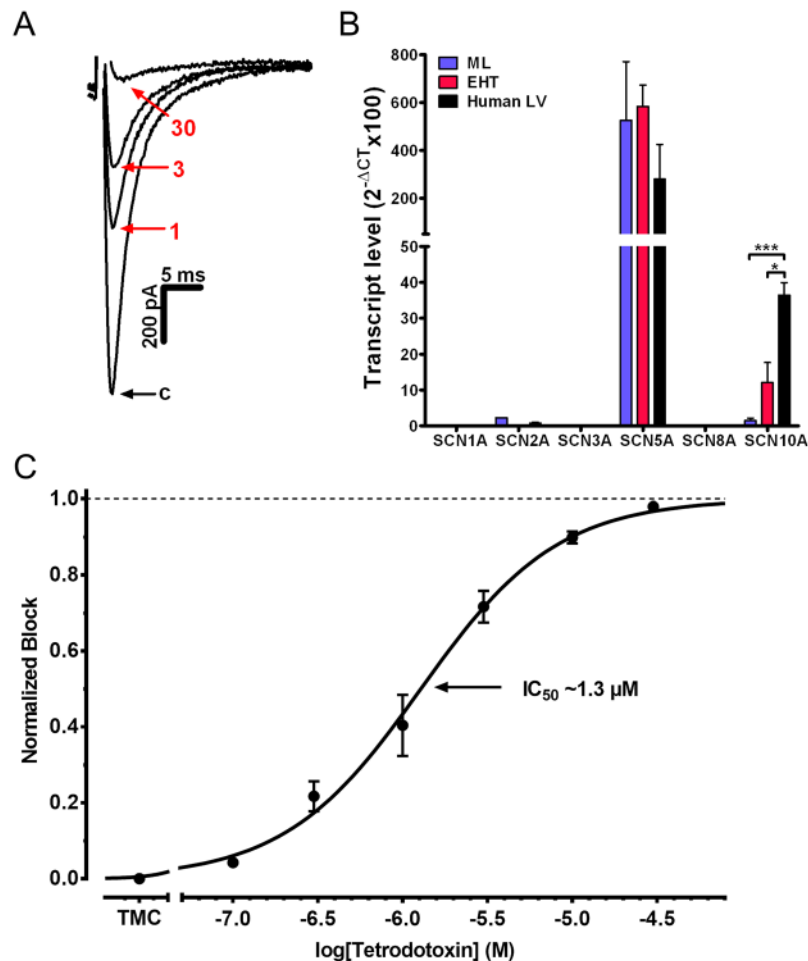 A
30
3
1
5 ms
200 pA
C
B
Transcript level (2^-ΔCT x100)
800
600
400
200
50
40
30
20
10
0
ML
EHT
Human LV
***
*
SCN1A SCN2A SCN3A SCN5A SCN8A SCN10A
C
Normalized Block
1.0
0.8
0.6
0.4
0.2
0.0
IC50 ~1.3 µM
TMC -7.0 -6.5 -6.0 -5.5 -5.0 -4.5
log[Tetrodotoxin] (M)